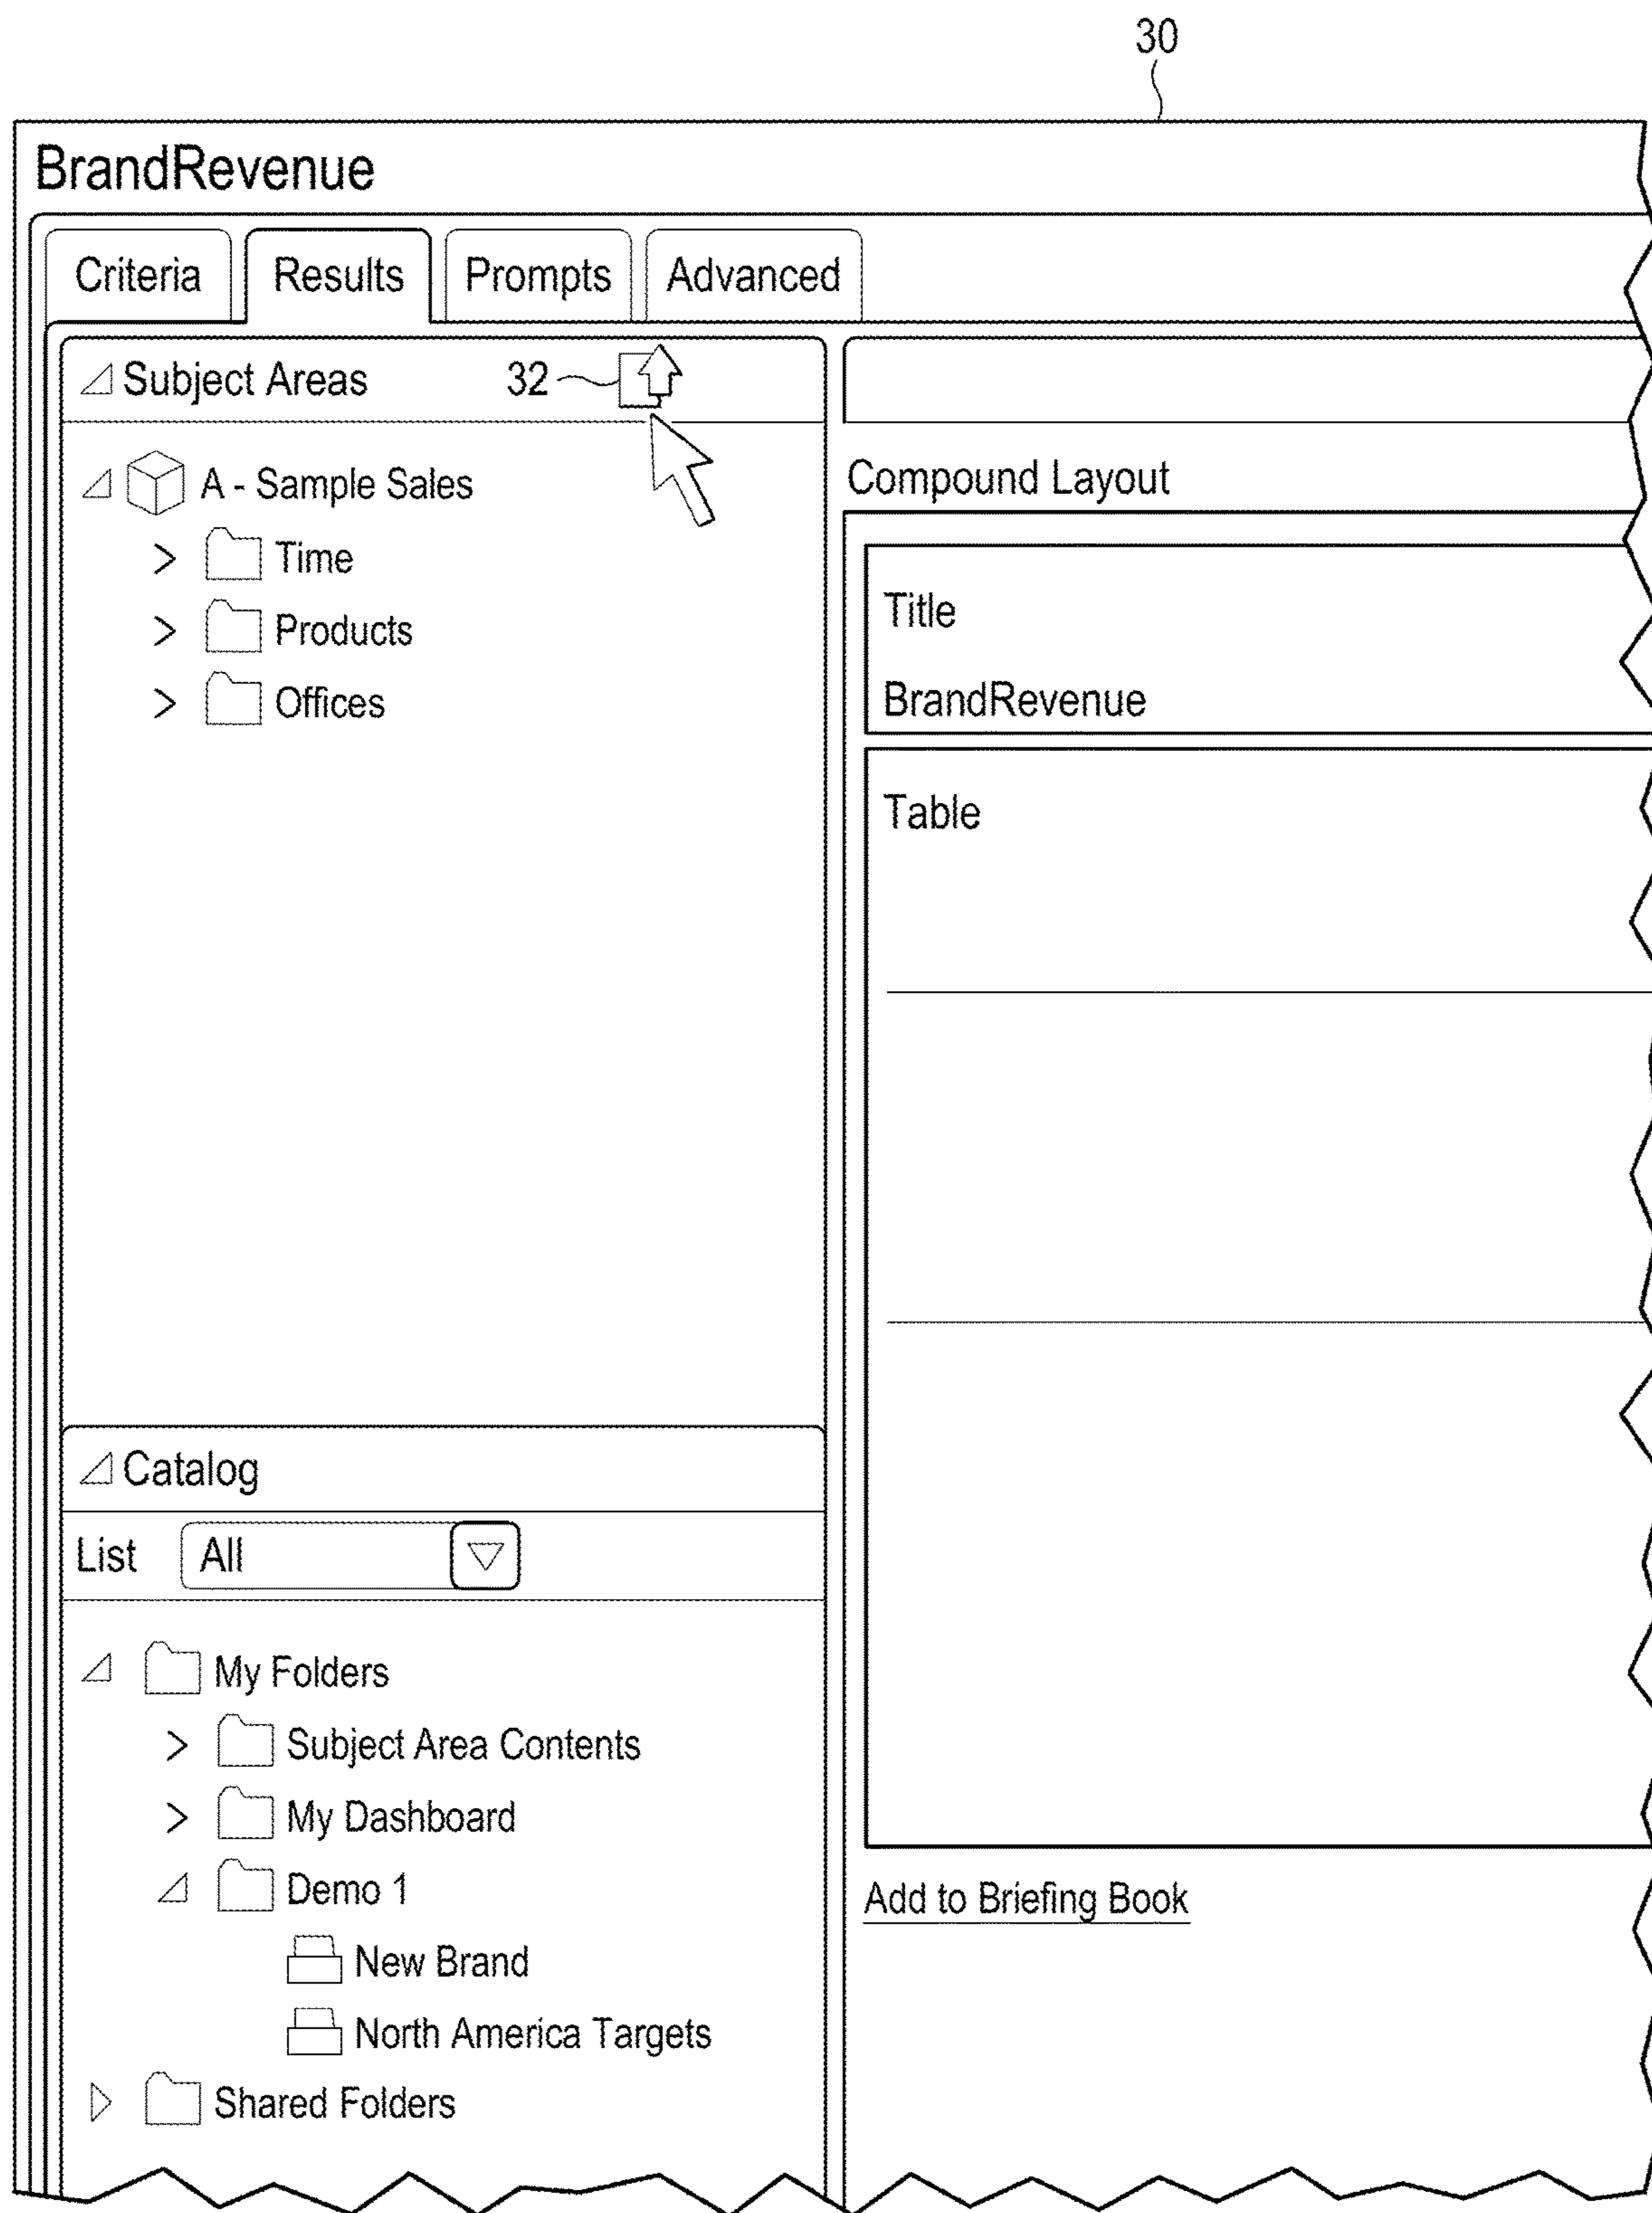 30
BrandRevenue
Criteria
Results
Prompts
Advanced
Subject Areas
32
A - Sample Sales
Time
Products
Offices
Catalog
List
All
My Folders
Subject Area Contents
My Dashboard
Demo 1
New Brand
North America Targets
Shared Folders
Compound Layout
Title
BrandRevenue
Table
Add to Briefing Book